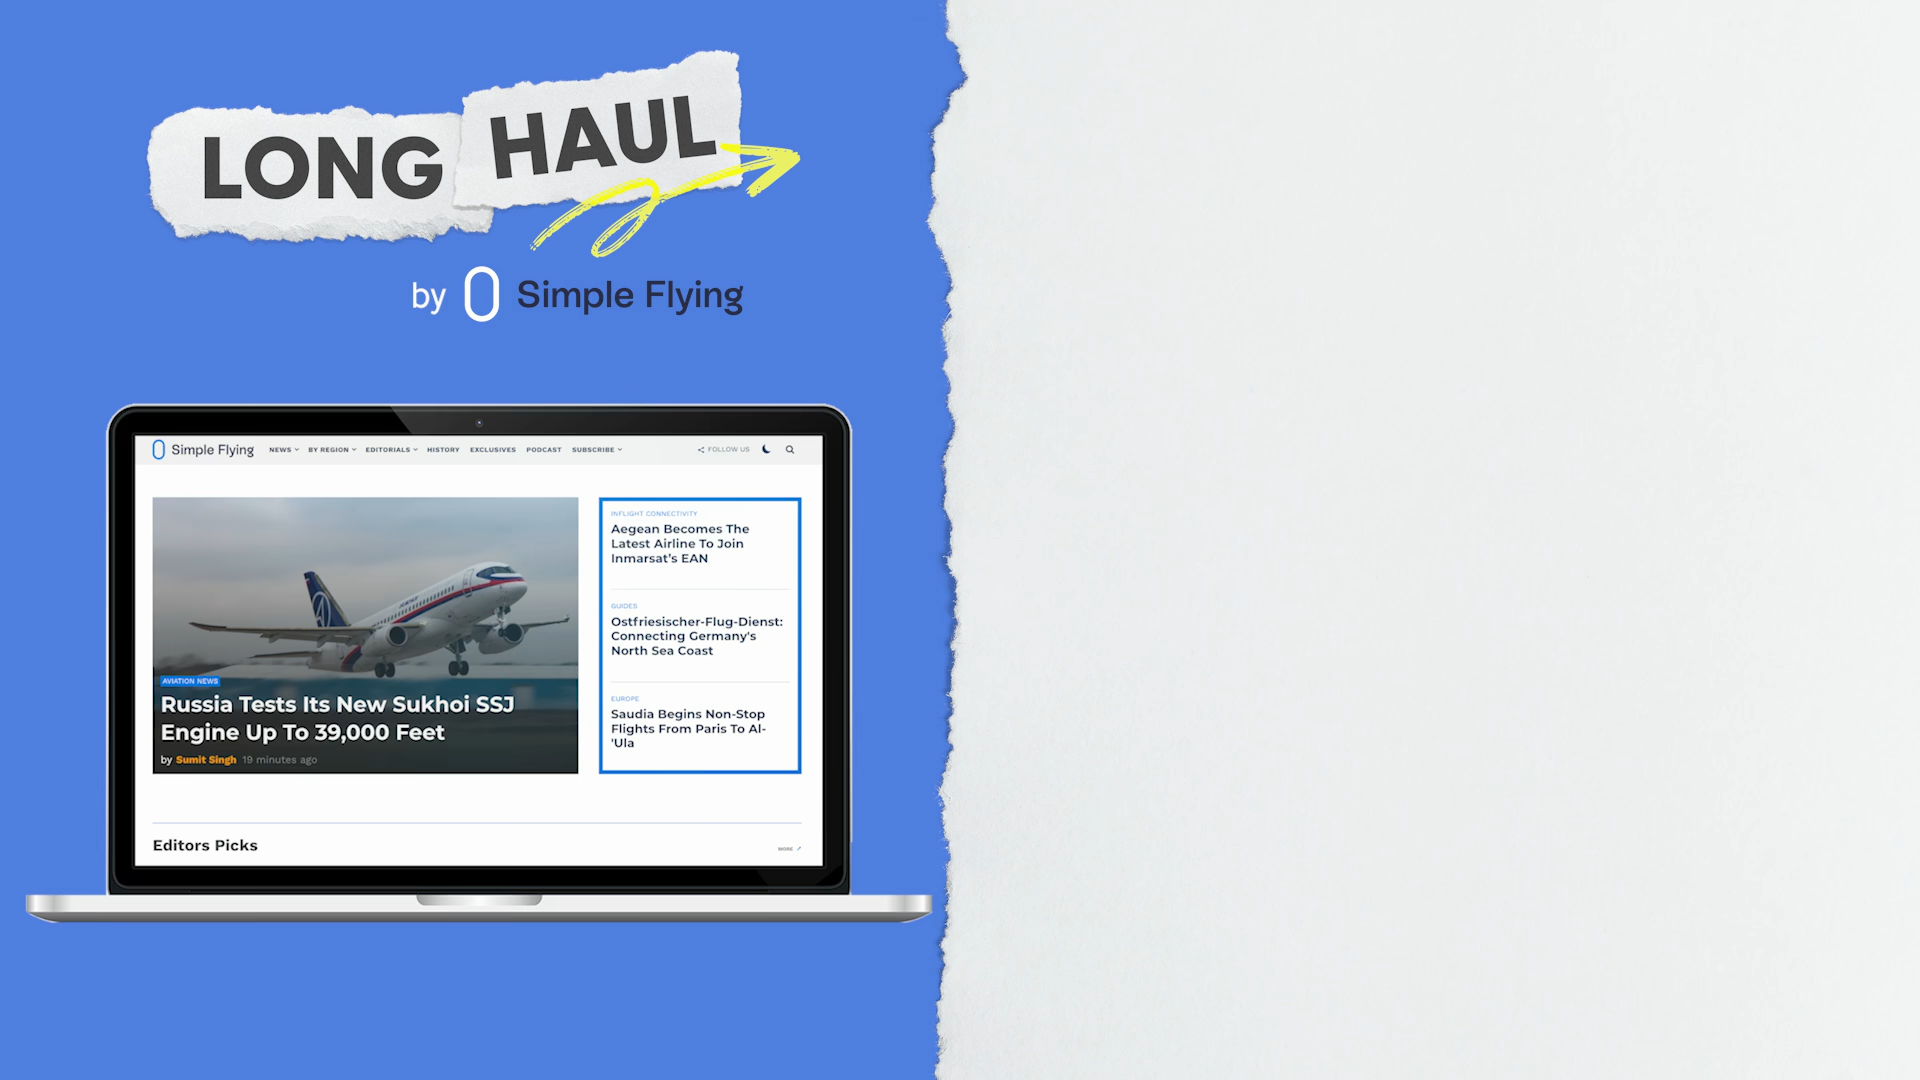 LONG HAUL
by Simple Flying
Simple Flying NEWS BY REGION EDITORIALS HISTORY EXCLUSIVES PODCAST SUBSCRIBE FOLLOW US
AVIATION NEWS
Russia Tests Its New Sukhoi SSJ
Engine Up To 39,000 Feet
by Sumit Singh 19 minutes ago
INFLIGHT CONNECTIVITY
Aegean Becomes The
Latest Airline To Join
Inmarsat's EAN
GUIDES
Ostfriesischer-Flug-Dienst:
Connecting Germany's
North Sea Coast
EUROPE
Saudia Begins Non-Stop
Flights From Paris To Al-
'Ula
Editors Picks
MORE